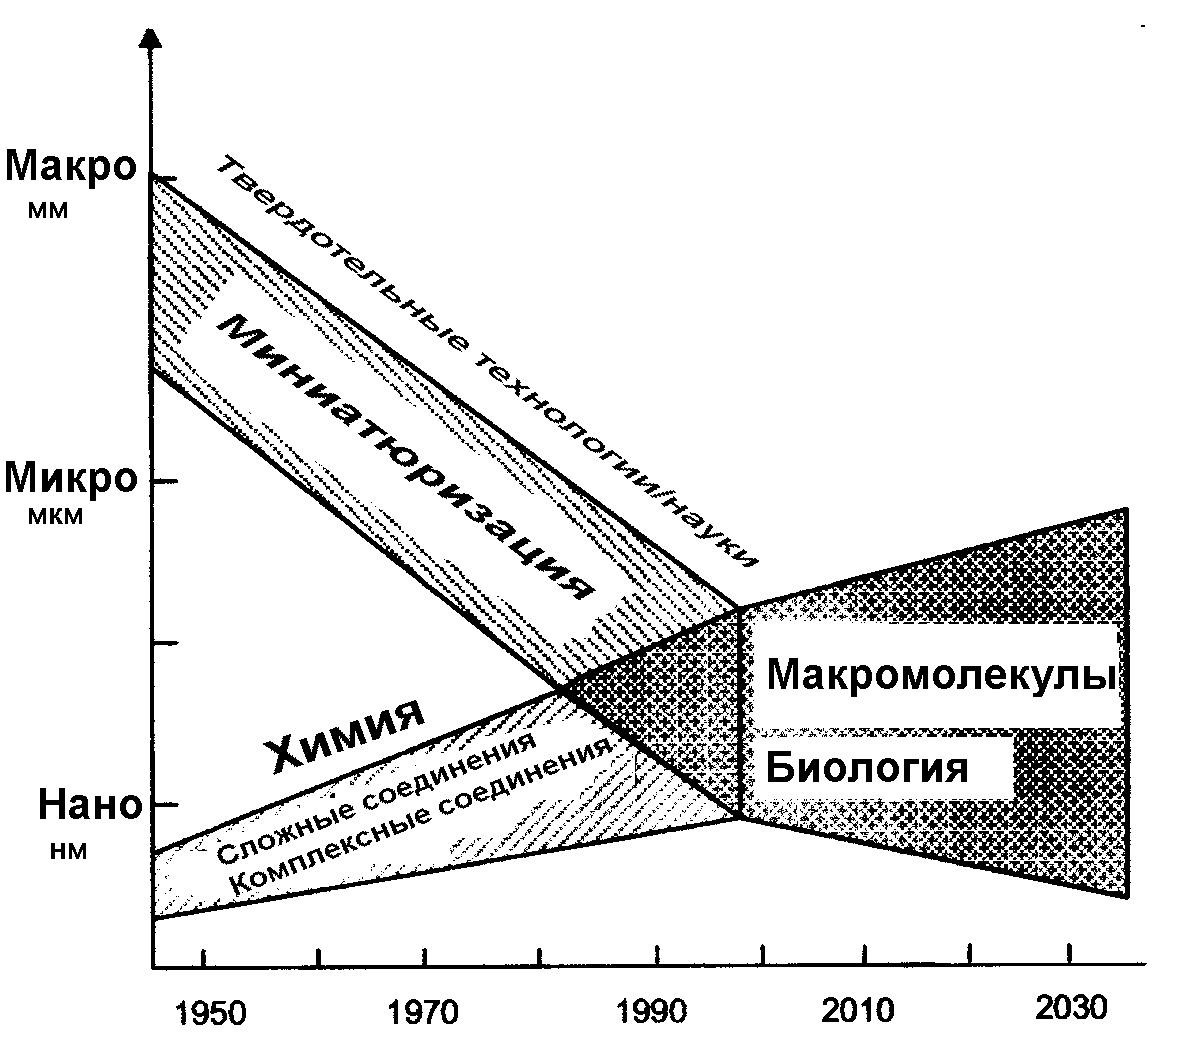 Макро
мм
Твердотельные технологии/науки
Миниатюризация
Микро
мкм
Макромолекулы
Химия
Биология
Сложные соединения
Комплексные соединения
Нано
нм
1950 1970 1990 2010 2030